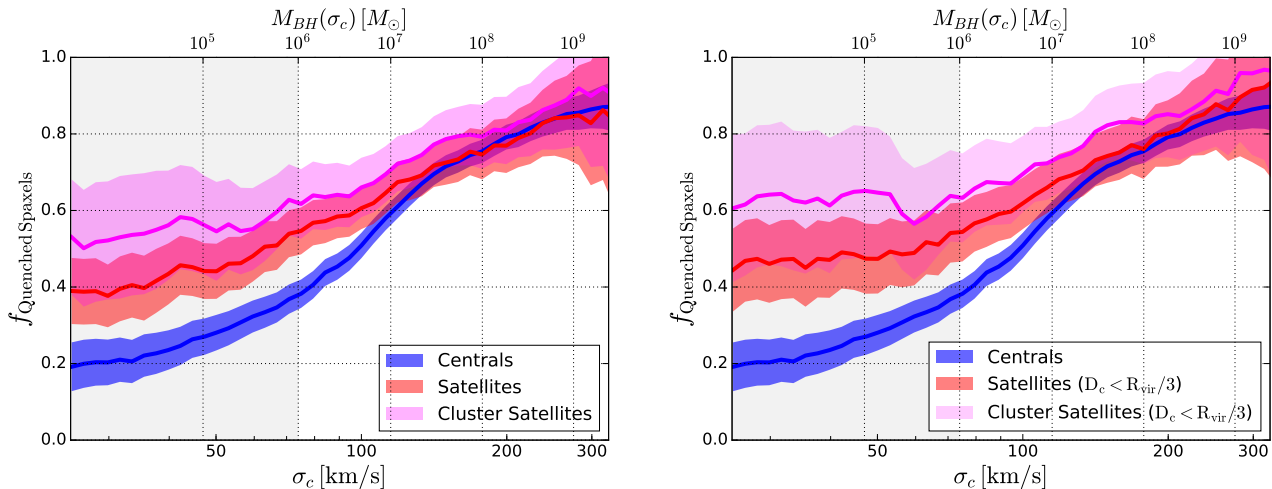 M_BH(σ_c) [M_⊙]
10^5 10^6 10^7 10^8 10^9
1.0
0.8
0.6
0.4
0.2
0.0
f_Quenched Spaxels
Centrals
Satellites
Cluster Satellites
50 100 200 300
σ_c [km/s]
M_BH(σ_c) [M_⊙]
10^5 10^6 10^7 10^8 10^9
1.0
0.8
0.6
0.4
0.2
0.0
f_Quenched Spaxels
Centrals
Satellites (D_c < R_vir/3)
Cluster Satellites (D_c < R_vir/3)
50 100 200 300
σ_c [km/s]